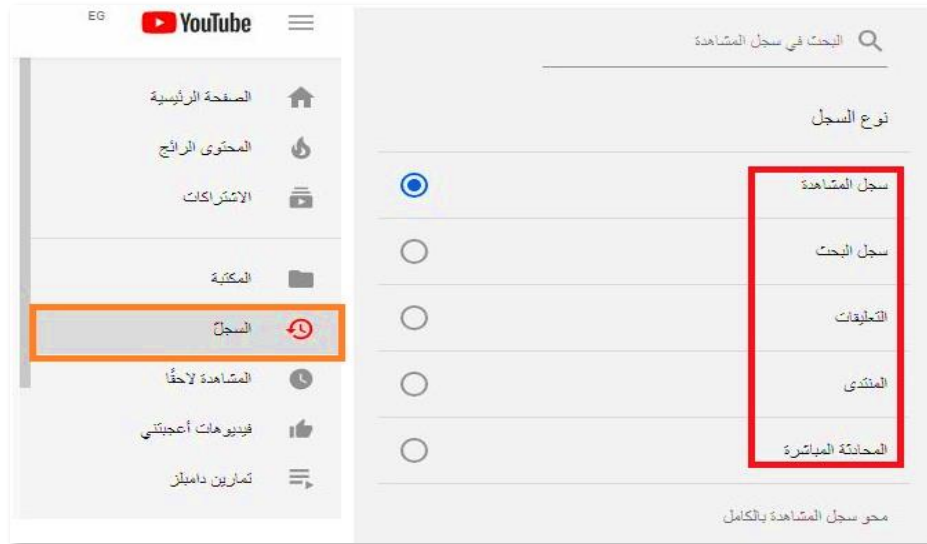 YouTube
EG
الصفحة الرئيسية
المحتوى الرائج
الاشتراكات
المكتبة
السجلّ
المشاهدة لاحقًا
فيديوهات أعجبتني
تمارين دامبلز
البحث في سجل المشاهدة
نوع السجل
سجل المشاهدة
سجل البحث
التعليقات
المنتدى
المحادثة المباشرة
محو سجل المشاهدة بالكامل